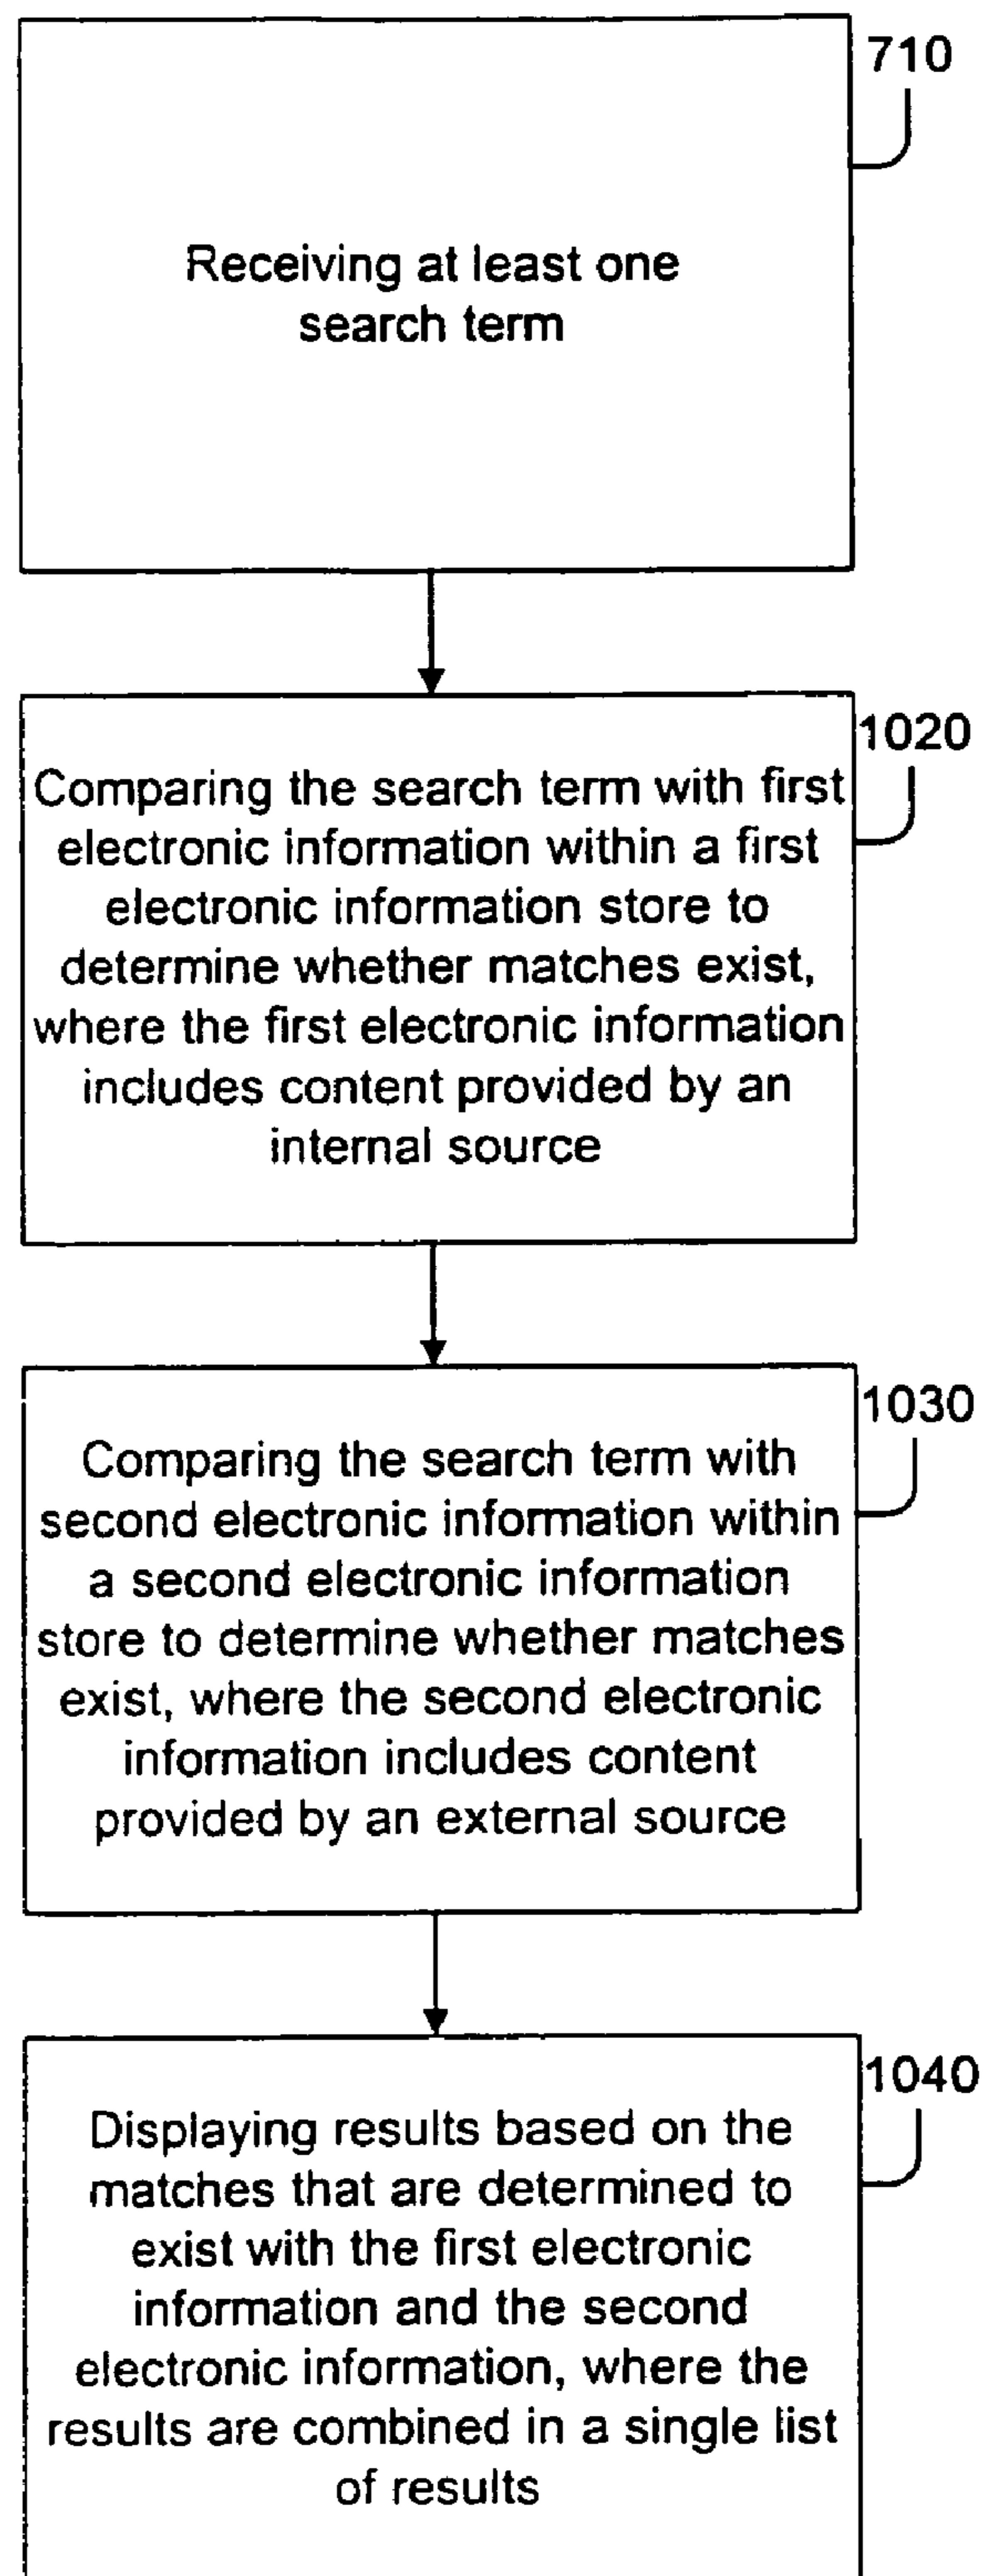 710
Receiving at least one
search term
1020
Comparing the search term with first
electronic information within a first
electronic information store to
determine whether matches exist,
where the first electronic information
includes content provided by an
internal source
1030
Comparing the search term with
second electronic information within
a second electronic information
store to determine whether matches
exist, where the second electronic
information includes content
provided by an external source
1040
Displaying results based on the
matches that are determined to
exist with the first electronic
information and the second
electronic information, where the
results are combined in a single list
of results